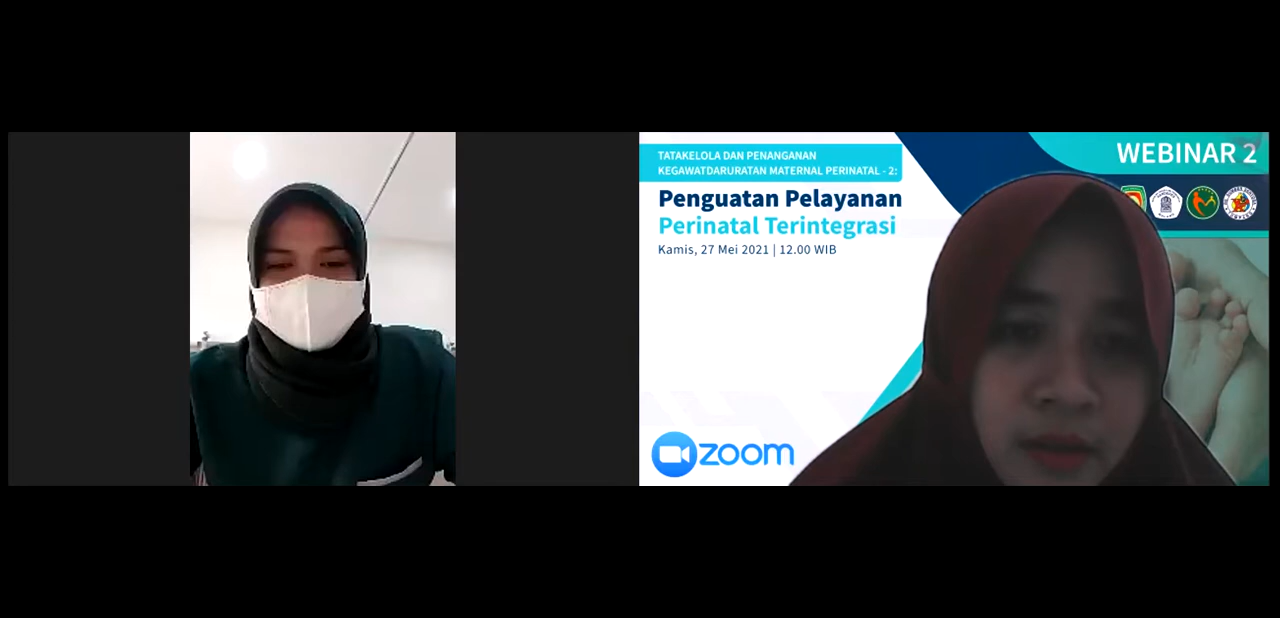 TATAKELOLA DAN PENANGANAN
KEGAWATDARURATAN MATERNAL PERINATAL - 2:
Penguatan Pelayanan
Perinatal Terintegrasi
Kamis, 27 Mei 2021 | 12.00 WIB
WEBINAR 2
zoom